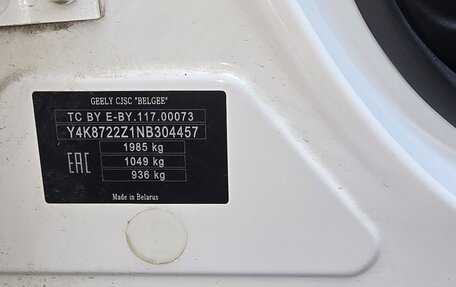 GEELY CJSC "BELGEE"
TC BY E-BY.117.00073
Y4K8722Z1NB304457
1985 kg
EAC
1049 kg
936 kg
Made in Belarus